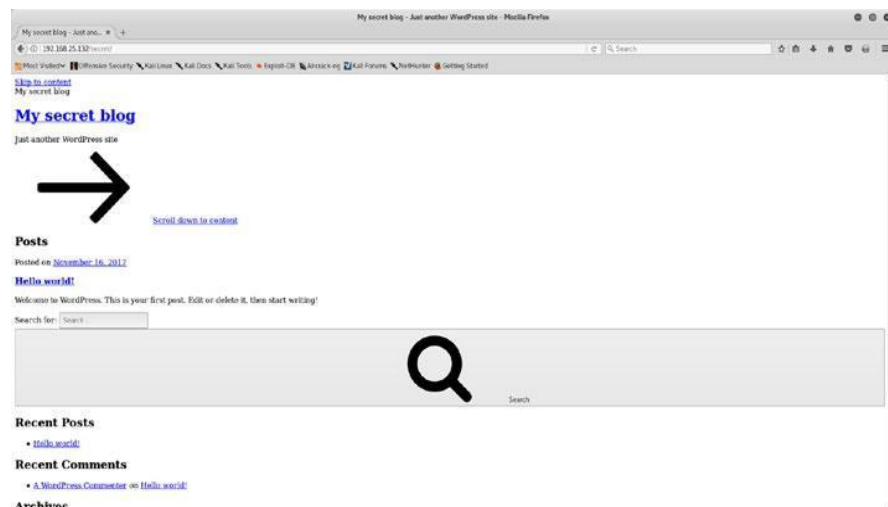 My secret blog - Just another WordPress site - Mozilla Firefox
My secret blog - Just ano... × +
192.168.25.132/secret/
Search
Most Visited Offensive Security Kali Linux Kali Docs Kali Tools Exploit-DB Aircrack-ng Kali Forums NetHunter Getting Started
Skip to content
My secret blog
My secret blog
Just another WordPress site
Scroll down to content
Posts
Posted on November 16, 2017
Hello world!
Welcome to WordPress. This is your first post. Edit or delete it, then start writing!
Search for: Search
Search
Recent Posts
Hello world!
Recent Comments
A WordPress Commenter on Hello world!
Archives